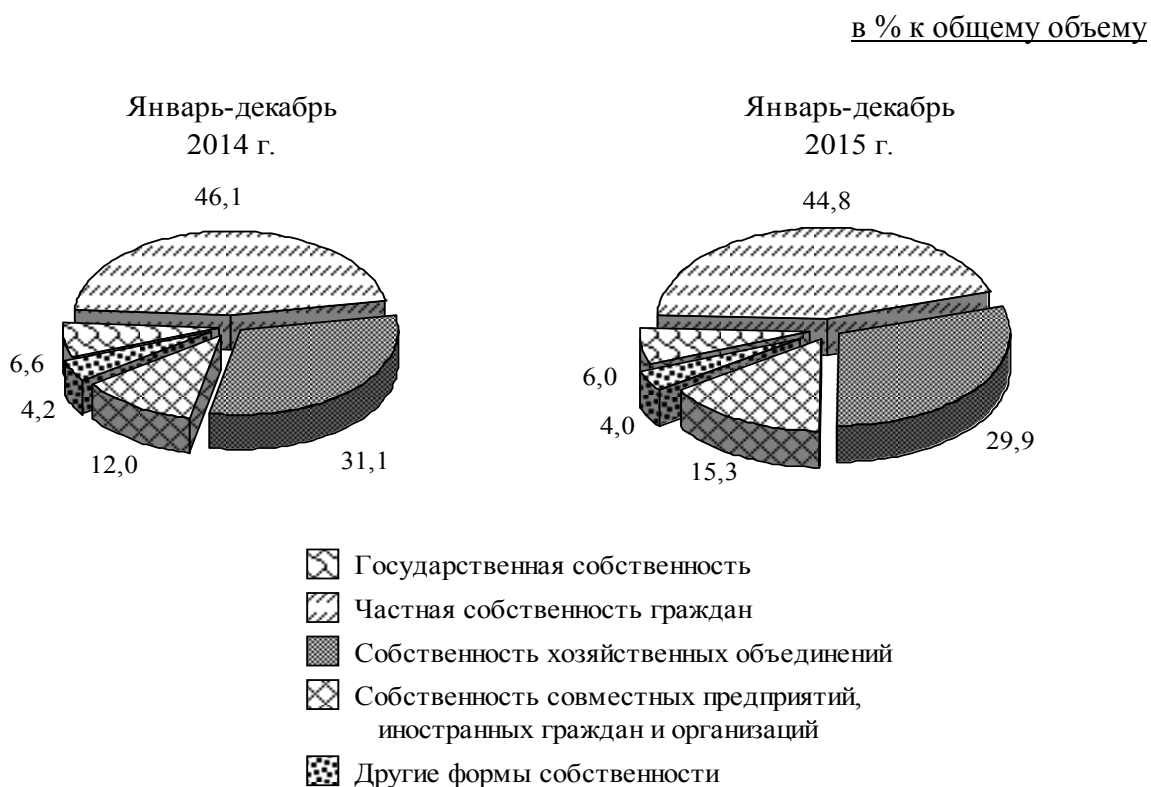 в % к общему объему
Январь-декабрь
2014 г.
46,1
6,6
4,2
12,0
31,1
Январь-декабрь
2015 г.
44,8
6,0
4,0
15,3
29,9
Государственная собственность
Частная собственность граждан
Собственность хозяйственных объединений
Собственность совместных предприятий,
иностранных граждан и организаций
Другие формы собственности